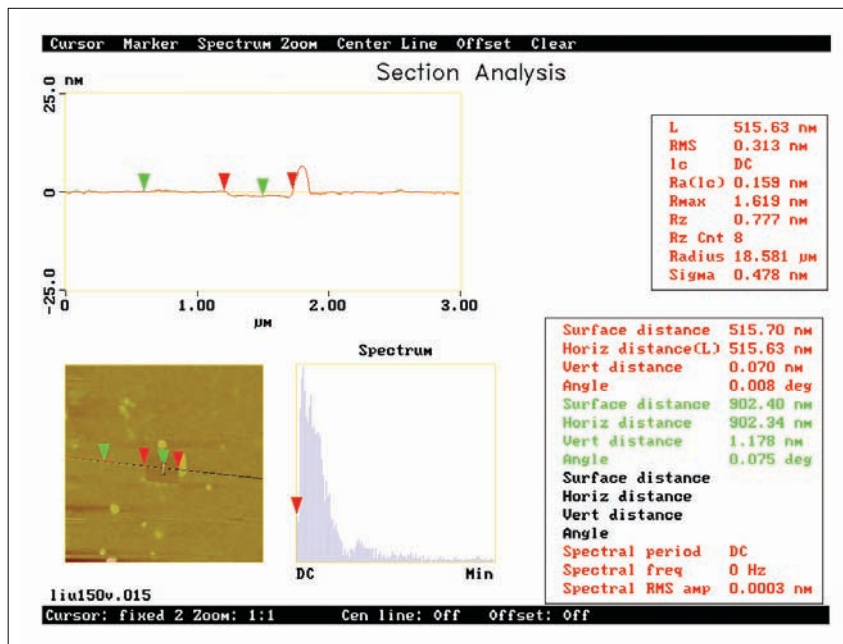 Cursor Marker Spectrum Zoom Center Line Offset Clear
Section Analysis
25.0 nm
0
-25.0
0 1.00 2.00 3.00
µm
L 515.63 nm
RMS 0.313 nm
lc DC
Ra(lc) 0.159 nm
Rmax 1.619 nm
Rz 0.777 nm
Rz Cnt 8
Radius 18.581 µm
Sigma 0.478 nm
Surface distance 515.70 nm
Horiz distance(L) 515.63 nm
Vert distance 0.070 nm
Angle 0.008 deg
Surface distance 902.40 nm
Horiz distance 902.34 nm
Vert distance 1.178 nm
Angle 0.075 deg
Surface distance
Horiz distance
Vert distance
Angle
Spectral period DC
Spectral freq 0 Hz
Spectral RMS amp 0.0003 nm
Spectrum
DC Min
liu150v.015
Cursor: fixed 2 Zoom: 1:1 Cen line: Off Offset: Off